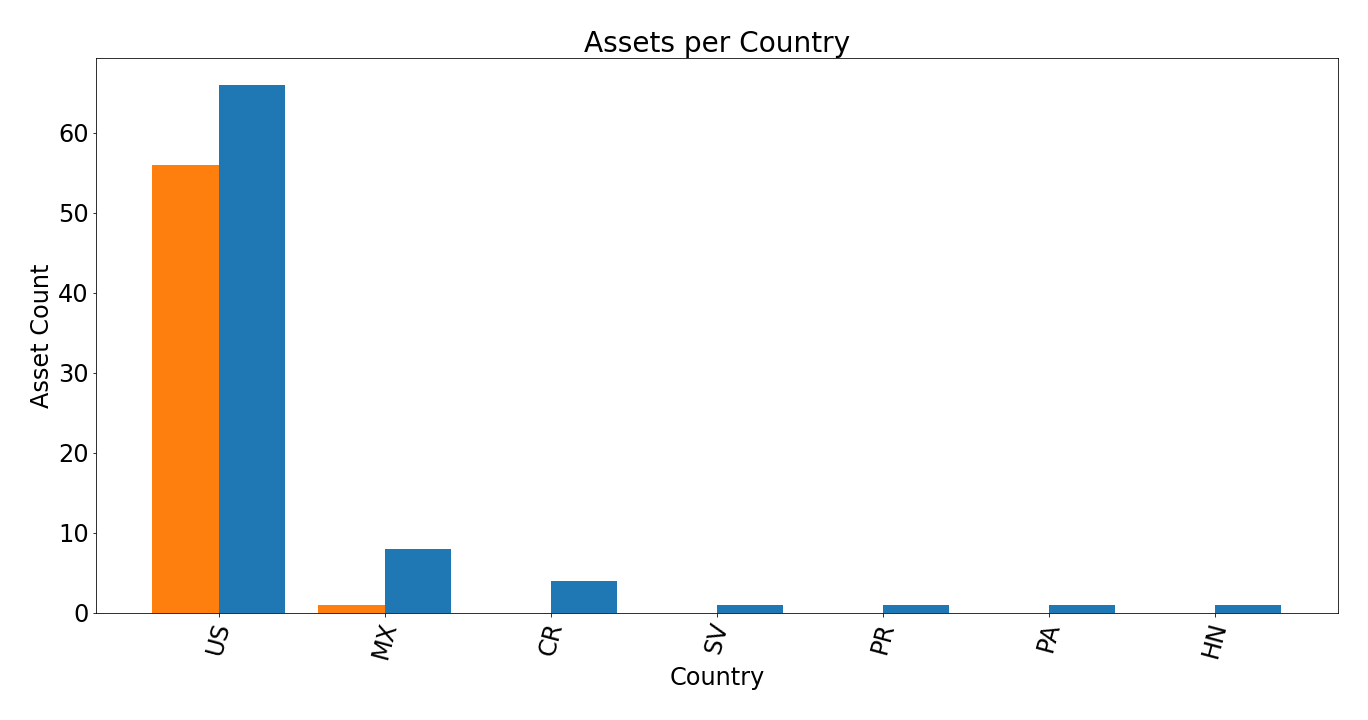 Assets per Country
Asset Count
60
50
40
30
20
10
0
US
MX
CR
SV
PR
PA
HN
Country